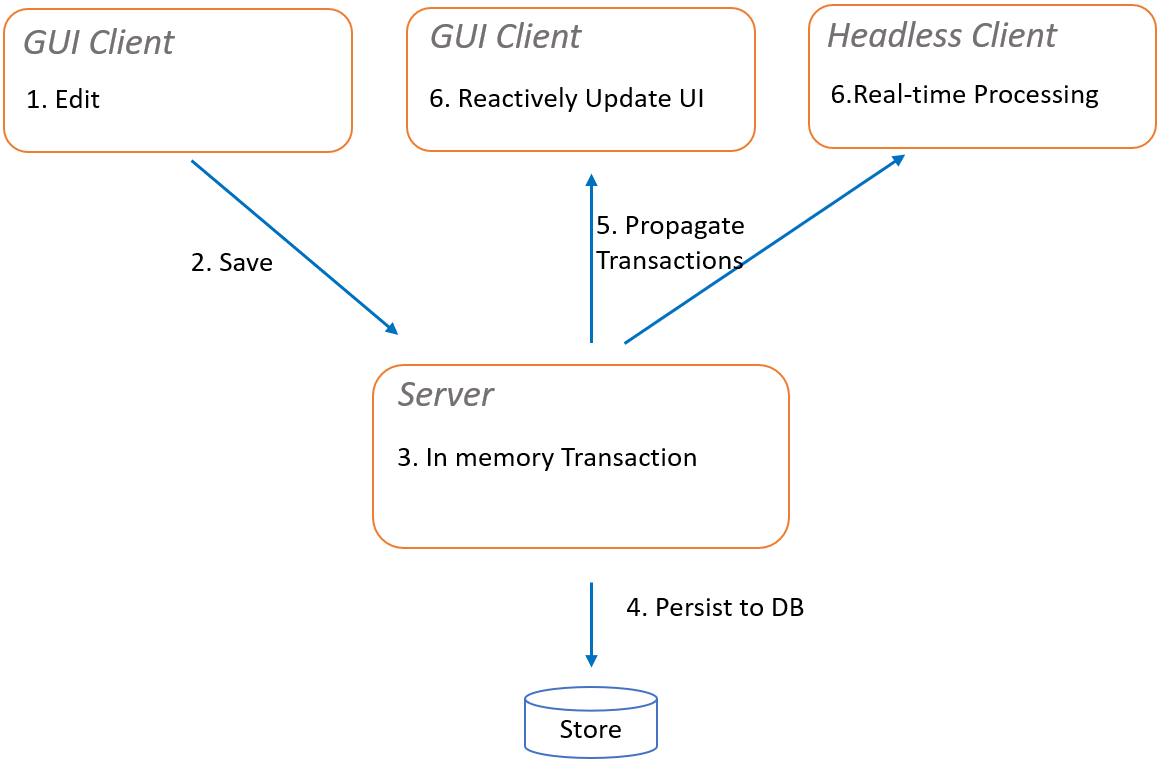 GUI Client
1. Edit
GUI Client
6. Reactively Update UI
Headless Client
6.Real-time Processing
2. Save
5. Propagate
Transactions
Server
3. In memory Transaction
4. Persist to DB
Store